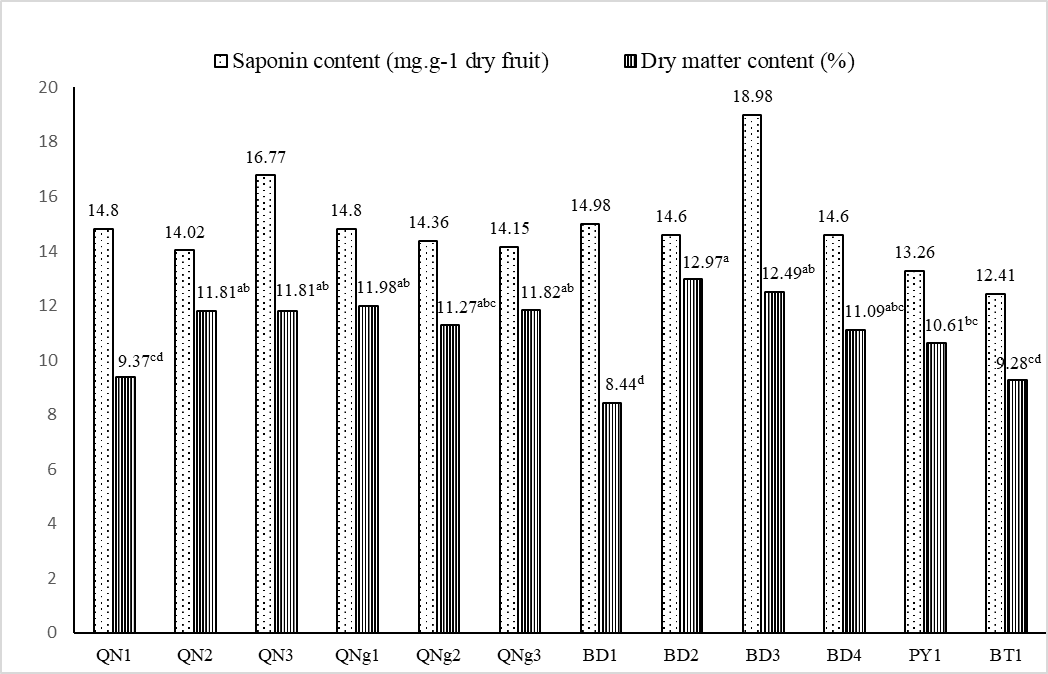 Saponin content (mg.g-1 dry fruit) Dry matter content (%)
20
18
16
14
12
10
8
6
4
2
0
14.8 9.37cd
14.02 11.81ab
16.77 11.81ab
14.8 11.98ab
14.36 11.27abc
14.15 11.82ab
14.98 8.44d
14.6 12.97a
18.98 12.49ab
14.6 11.09abc
13.26 10.61bc
12.41 9.28cd
QN1 QN2 QN3 QNg1 QNg2 QNg3 BD1 BD2 BD3 BD4 PY1 BT1